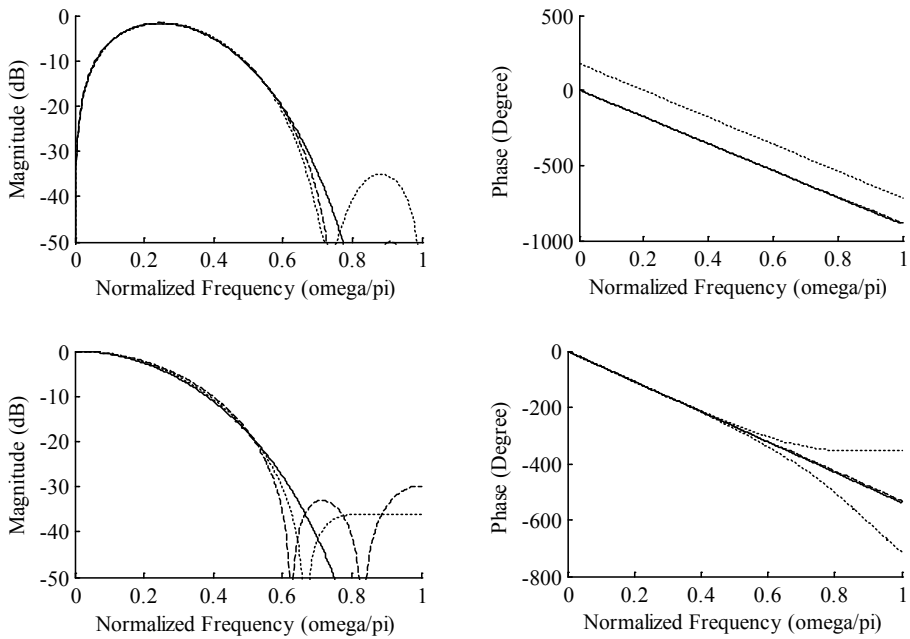 0
-10
-20
-30
-40
-50
Magnitude (dB)
0 0.2 0.4 0.6 0.8 1
Normalized Frequency (omega/pi)
500
0
-500
-1000
Phase (Degree)
0 0.2 0.4 0.6 0.8 1
Normalized Frequency (omega/pi)
0
-10
-20
-30
-40
-50
Magnitude (dB)
0 0.2 0.4 0.6 0.8 1
Normalized Frequency (omega/pi)
0
-200
-400
-600
-800
Phase (Degree)
0 0.2 0.4 0.6 0.8 1
Normalized Frequency (omega/pi)